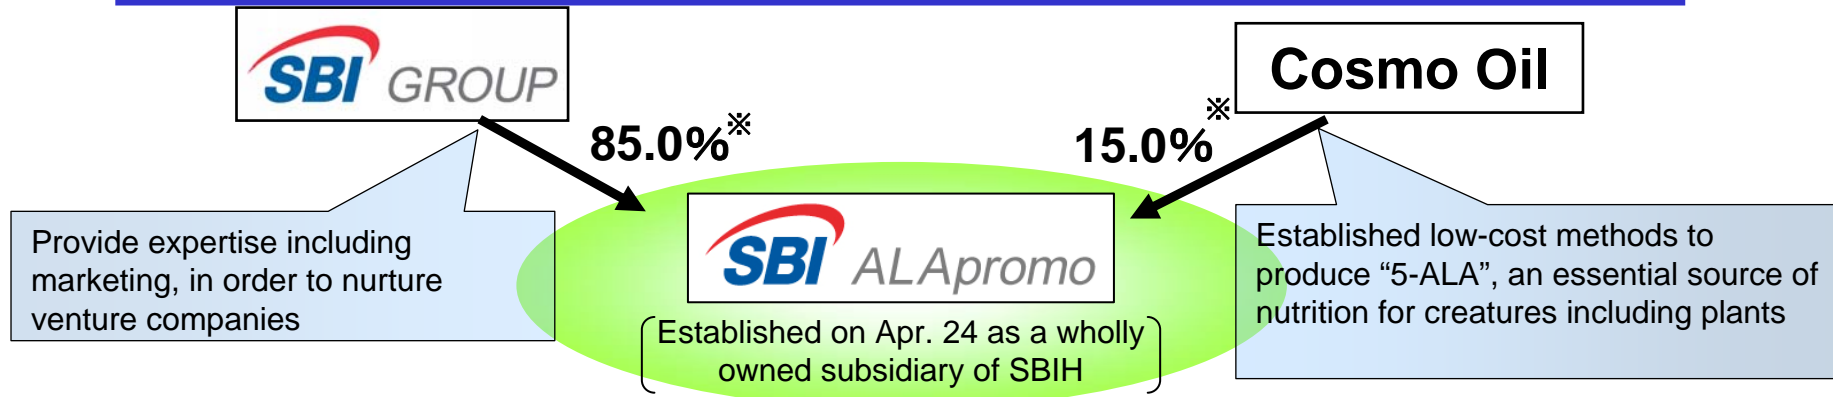 SBI GROUP
Cosmo Oil
85.0%※
15.0%※
Provide expertise including
marketing, in order to nurture
venture companies
SBI ALApromo
Established on Apr. 24 as a wholly
owned subsidiary of SBIH
Established low-cost methods to
produce “5-ALA”, an essential source of
nutrition for creatures including plants